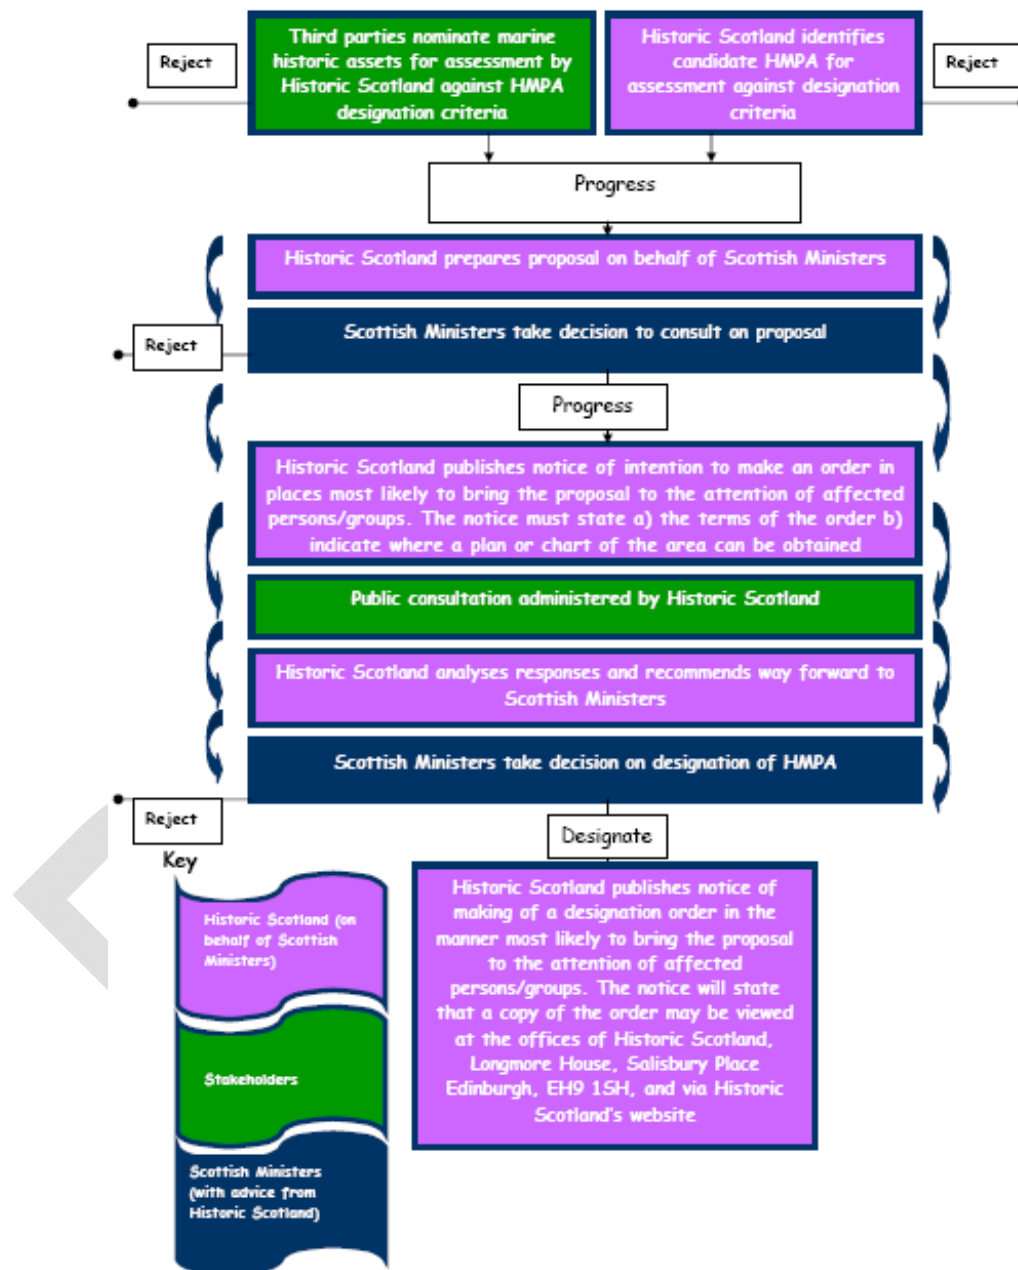 Reject
Third parties nominate marine
historic assets for assessment by
Historic Scotland against HMPA
designation criteria
Historic Scotland identifies
candidate HMPA for
assessment against designation
criteria
Reject
Progress
Historic Scotland prepares proposal on behalf of Scottish Ministers
Scottish Ministers take decision to consult on proposal
Reject
Progress
Historic Scotland publishes notice of intention to make an order in
places most likely to bring the proposal to the attention of affected
persons/groups. The notice must state a) the terms of the order b)
indicate where a plan or chart of the area can be obtained
Public consultation administered by Historic Scotland
Historic Scotland analyses responses and recommends way forward to
Scottish Ministers
Scottish Ministers take decision on designation of HMPA
Reject
Designate
Key
Historic Scotland (on
behalf of Scottish
Ministers)
Stakeholders
Scottish Ministers
(with advice from
Historic Scotland)
Historic Scotland publishes notice of
making of a designation order in the
manner most likely to bring the proposal
to the attention of affected
persons/groups. The notice will state
that a copy of the order may be viewed
at the offices of Historic Scotland,
Longmore House, Salisbury Place
Edinburgh, EH9 1SH, and via Historic
Scotland's website